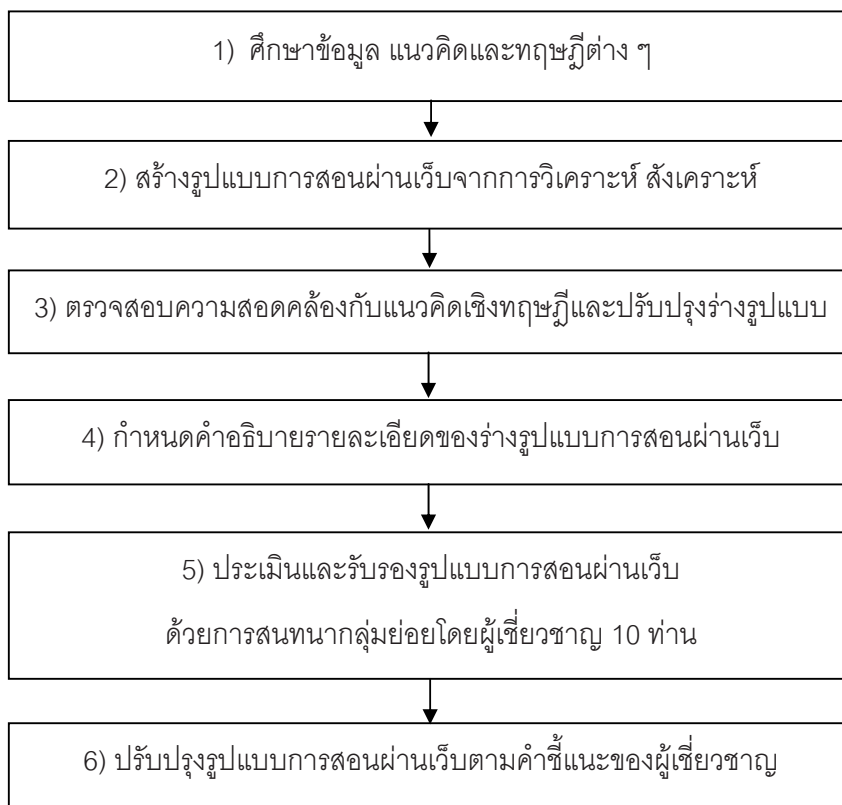 1) ศึกษาข้อมูล แนวคิดและทฤษฎีต่าง ๆ
2) สร้างรูปแบบการสอนผ่านเว็บจากการวิเคราะห์ สังเคราะห์
3) ตรวจสอบความสอดคล้องกับแนวคิดเชิงทฤษฎีและปรับปรุงร่างรูปแบบ
4) กำหนดคำอธิบายรายละเอียดของร่างรูปแบบการสอนผ่านเว็บ
5) ประเมินและรับรองรูปแบบการสอนผ่านเว็บ
ด้วยการสนทนากลุ่มย่อยโดยผู้เชี่ยวชาญ 10 ท่าน
6) ปรับปรุงรูปแบบการสอนผ่านเว็บตามคำชี้แนะของผู้เชี่ยวชาญ